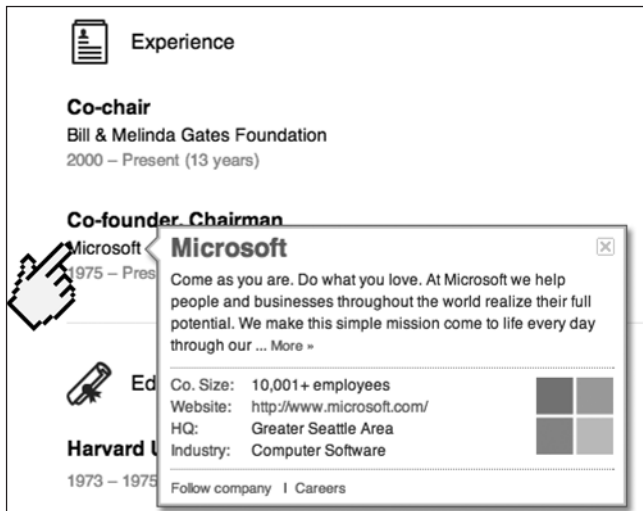 Experience
Co-chair
Bill & Melinda Gates Foundation
2000 – Present (13 years)
Co-founder, Chairman
Microsoft
1975 – Pres
Microsoft
Come as you are. Do what you love. At Microsoft we help
people and businesses throughout the world realize their full
potential. We make this simple mission come to life every day
through our ... More »
Co. Size: 10,001+ employees
Website: http://www.microsoft.com/
HQ: Greater Seattle Area
Industry: Computer Software
Follow company | Careers
Ed
Harvard U
1973 – 1975